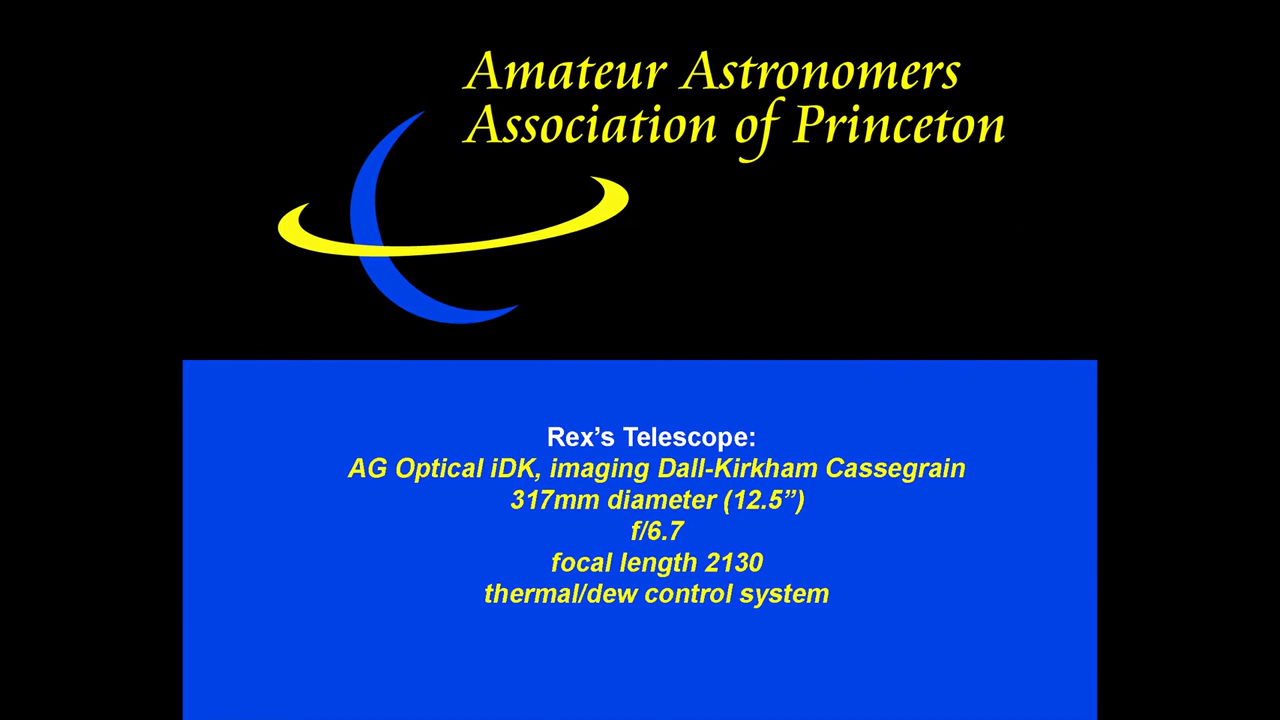 Amateur Astronomers
Association of Princeton
Rex’s Telescope:
AG Optical iDK, imaging Dall-Kirkham Cassegrain
317mm diameter (12.5”)
f/6.7
focal length 2130
thermal/dew control system